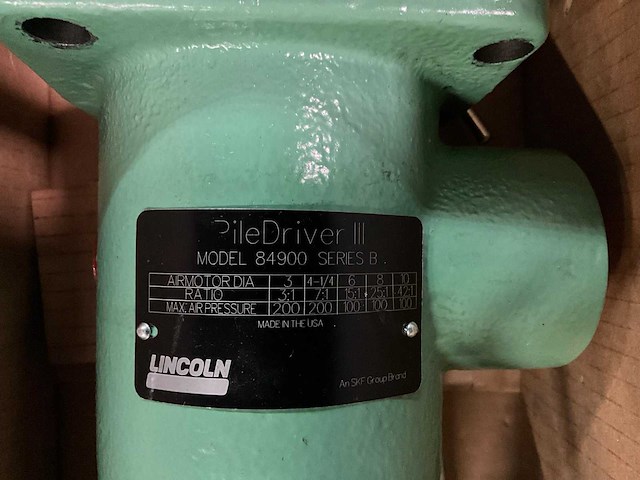 PileDriver III
MODEL 84900 SERIES B
AIRMOTOR DIA 3 4-1/4 6 8 10
RATIO 3:1 7:1 15:1 25:1 42:1
MAX. AIR PRESSURE 200 200 100 100 100
MADE IN THE USA
LINCOLN
An SKF Group Brand